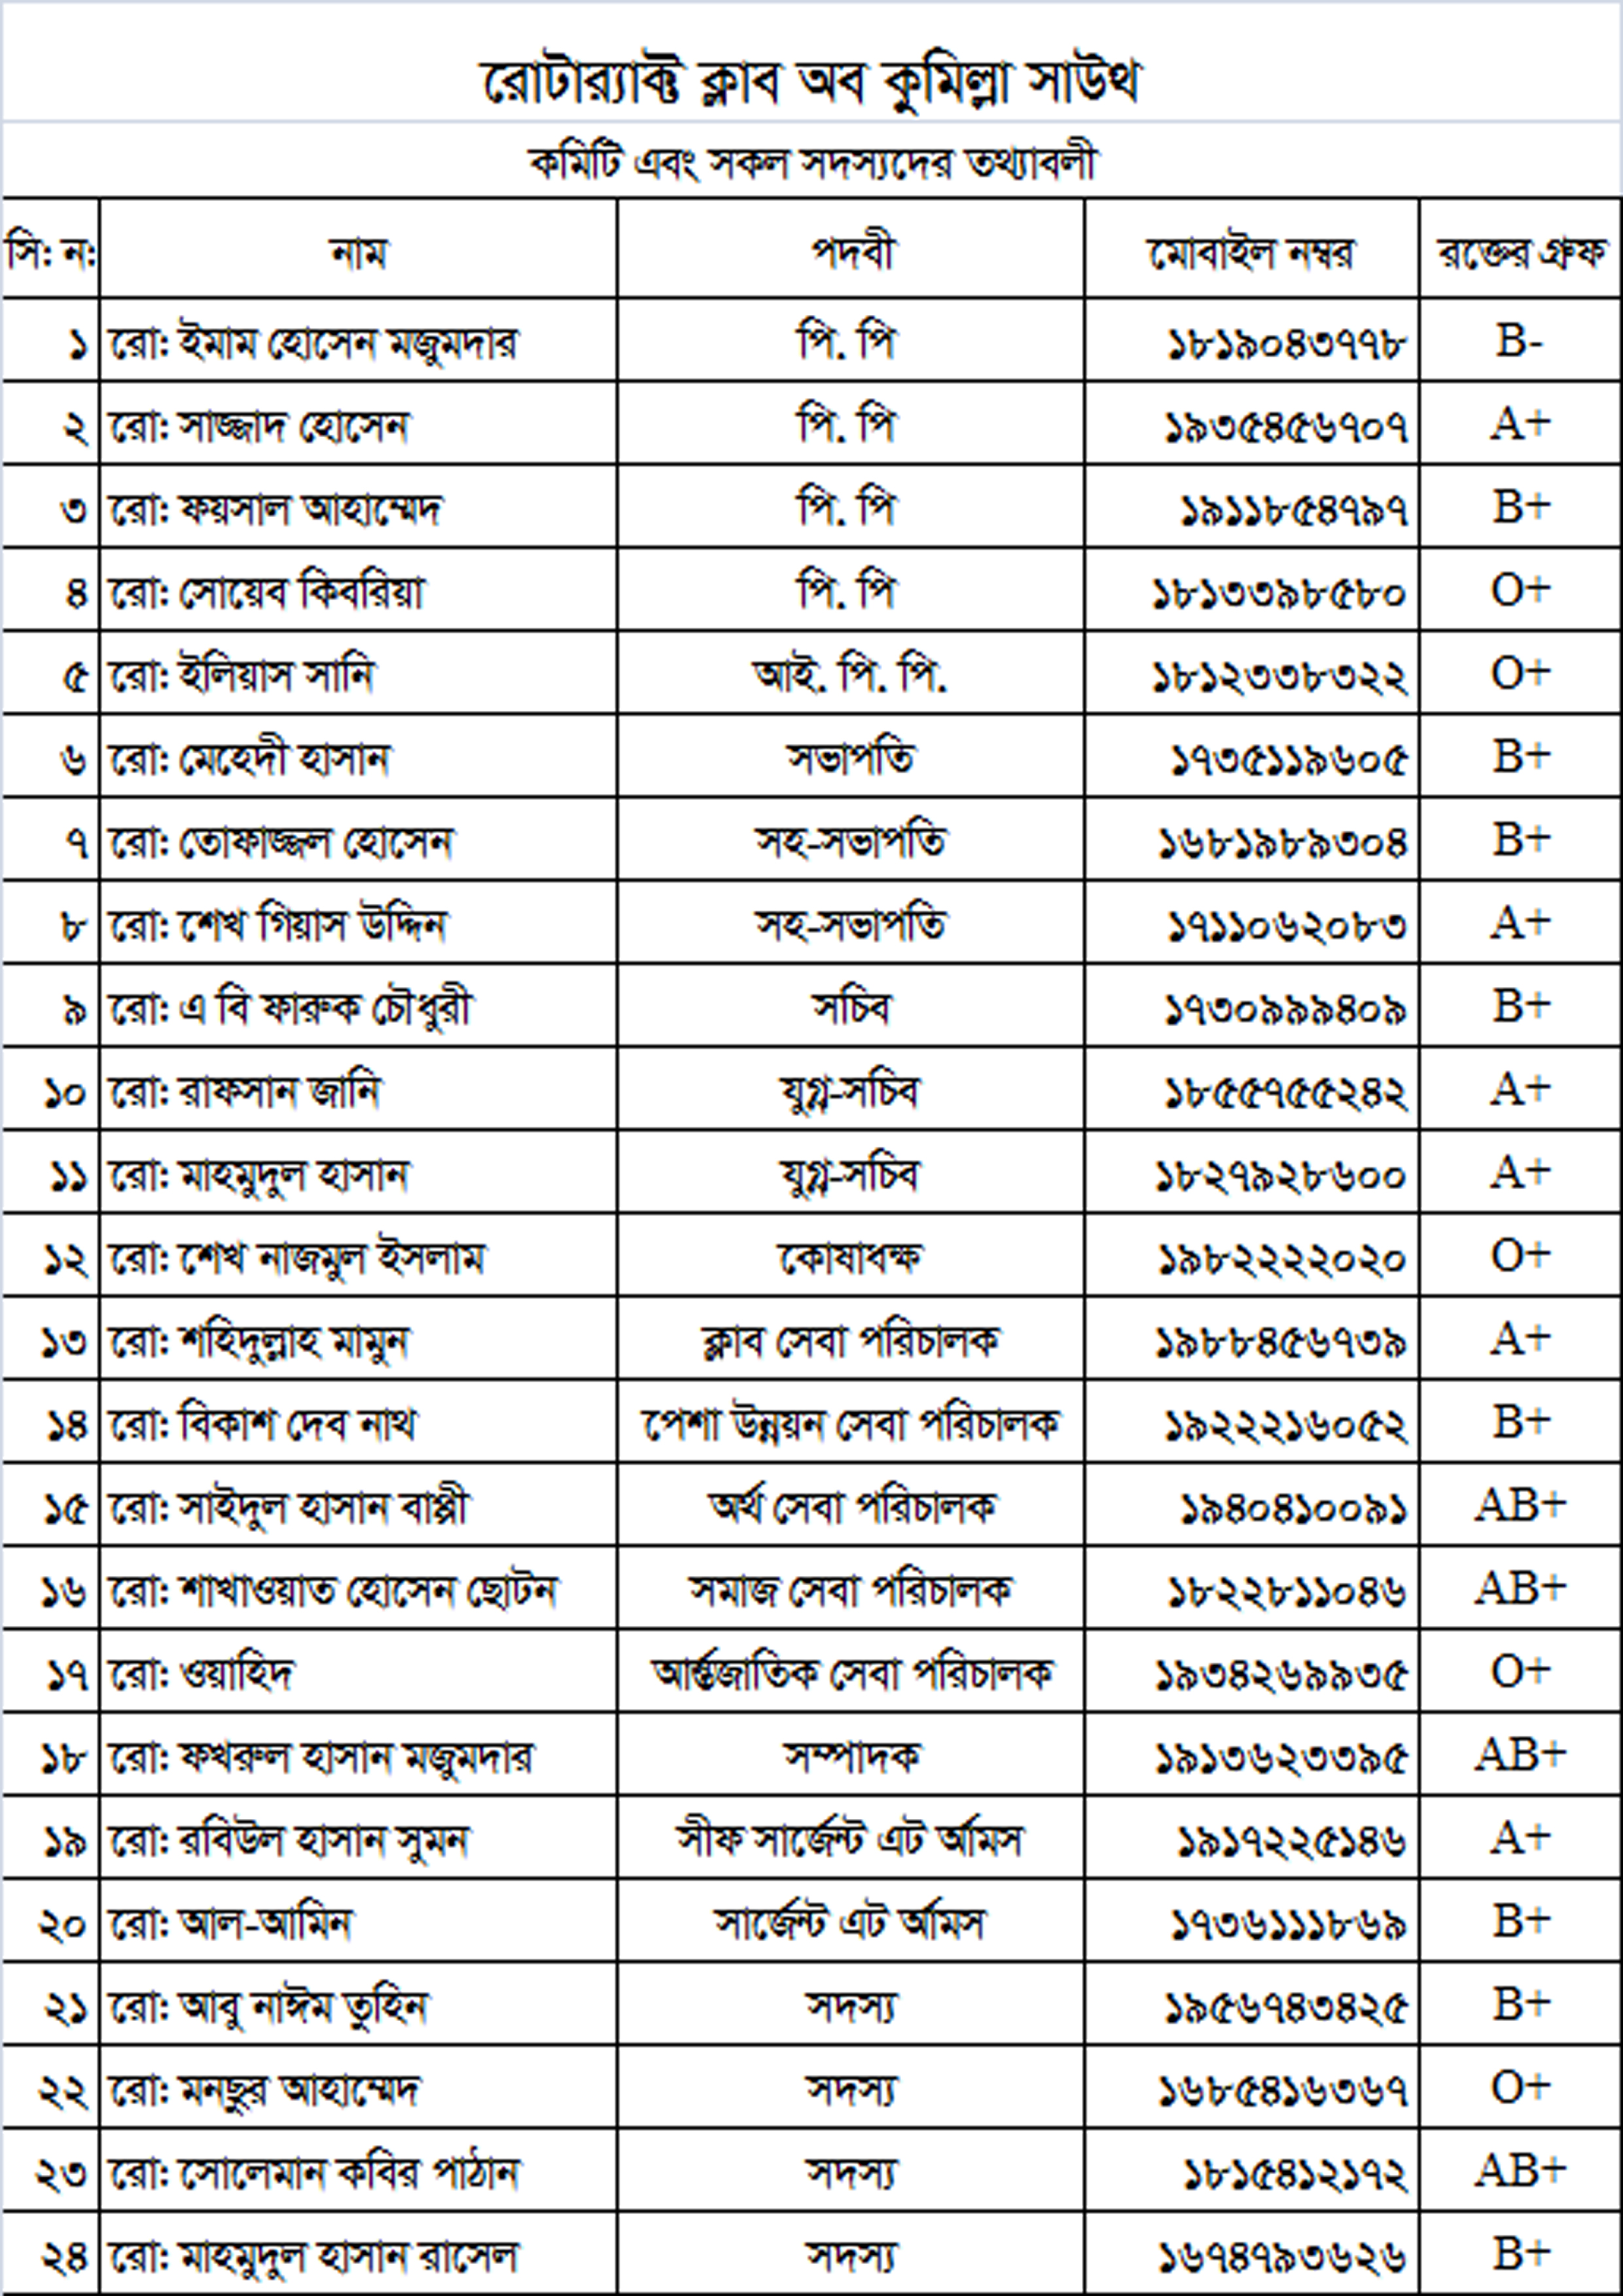 রোটার‍্যাক্ট ক্লাব অব কুমিল্লা সাউথ
কমিটি এবং সকল সদস্যদের তথ্যাবলী
সি: ন: নাম পদবী মোবাইল নম্বর রক্তের গ্রুফ
১ রো: ইমাম হোসেন মজুমদার পি. পি ১৮১৯০৪৩৭৭৮ B-
২ রো: সাজ্জাদ হোসেন পি. পি ১৯৩৫৪৫৬৭০৭ A+
৩ রো: ফয়সাল আহাম্মেদ পি. পি ১৯১১৮৫৪৭৯৭ B+
৪ রো: সোয়েব কিবরিয়া পি. পি ১৮১৩৩৯৮৫৮০ O+
৫ রো: ইলিয়াস সানি আই. পি. পি. ১৮১২৩৩৮৩২২ O+
৬ রো: মেহেদী হাসান সভাপতি ১৭৩৫১১৯৬০৫ B+
৭ রো: তোফাজ্জল হোসেন সহ-সভাপতি ১৬৮১৯৮৯৩০৪ B+
৮ রো: শেখ গিয়াস উদ্দিন সহ-সভাপতি ১৭১১০৬২০৮৩ A+
৯ রো: এ বি ফারুক চৌধুরী সচিব ১৭৩০৯৯৯৪০৯ B+
১০ রো: রাফসান জানি যুগ্ন-সচিব ১৮৫৫৭৫৫২৪২ A+
১১ রো: মাহমুদুল হাসান যুগ্ন-সচিব ১৮২৭৯২৮৬০০ A+
১২ রো: শেখ নাজমুল ইসলাম কোষাধক্ষ ১৯৮২২২২০২০ O+
১৩ রো: শহিদুল্লাহ মামুন ক্লাব সেবা পরিচালক ১৯৮৮৪৫৬৭৩৯ A+
১৪ রো: বিকাশ দেব নাথ পেশা উন্নয়ন সেবা পরিচালক ১৯২২২১৬০৫২ B+
১৫ রো: সাইদুল হাসান বাপ্পী অর্থ সেবা পরিচালক ১৯৪০৪১০০৯১ AB+
১৬ রো: শাখাওয়াত হোসেন ছোটন সমাজ সেবা পরিচালক ১৮২২৮১১০৪৬ AB+
১৭ রো: ওয়াহিদ আর্ন্তজাতিক সেবা পরিচালক ১৯৩৪২৬৯৯৩৫ O+
১৮ রো: ফখরুল হাসান মজুমদার সম্পাদক ১৯১৩৬২৩৩৯৫ AB+
১৯ রো: রবিউল হাসান সুমন সীফ সার্জেন্ট এট র্আমস ১৯১৭২২৫১৪৬ A+
২০ রো: আল-আমিন সার্জেন্ট এট র্আমস ১৭৩৬১১১৮৬৯ B+
২১ রো: আবু নাঈম তুহিন সদস্য ১৯৫৬৭৪৩৪২৫ B+
২২ রো: মনছুর আহাম্মেদ সদস্য ১৬৮৫৪১৬৩৬৭ O+
২৩ রো: সোলেমান কবির পাঠান সদস্য ১৮১৫৪১২১৭২ AB+
২৪ রো: মাহমুদুল হাসান রাসেল সদস্য ১৬৭৪৭৯৩৬২৬ B+